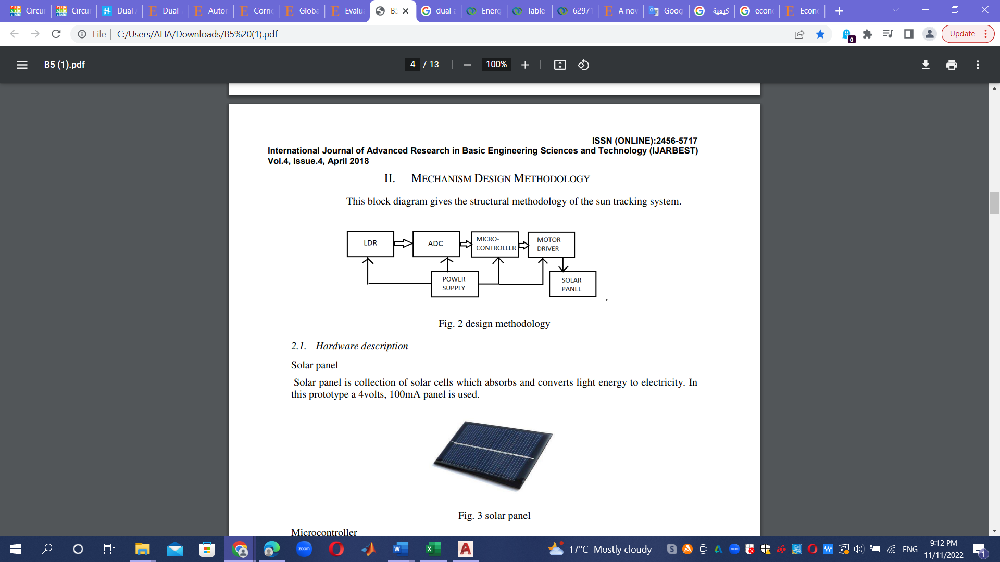 Circui
Circui
Dual
Dual-
Autor
Corrig
Globa
Evalu
B5
dual a
Energ
Table
62971
A nov
Goog
كيفية
econ
Econ
File
C:/Users/AHA/Downloads/B5%20(1).pdf
0
Update
B5 (1).pdf
4 / 13
100%
ISSN (ONLINE):2456-5717
International Journal of Advanced Research in Basic Engineering Sciences and Technology (IJARBEST)
Vol.4, Issue.4, April 2018
II. MECHANISM DESIGN METHODOLOGY
This block diagram gives the structural methodology of the sun tracking system.
LDR
ADC
MICRO-
CONTROLLER
MOTOR
DRIVER
POWER
SUPPLY
SOLAR
PANEL
.
Fig. 2 design methodology
2.1. Hardware description
Solar panel
Solar panel is collection of solar cells which absorbs and converts light energy to electricity. In
this prototype a 4volts, 100mA panel is used.
Fig. 3 solar panel
Microcontroller
zoom
17°C Mostly cloudy
zoom
ENG
9:12 PM
11/11/2022
1